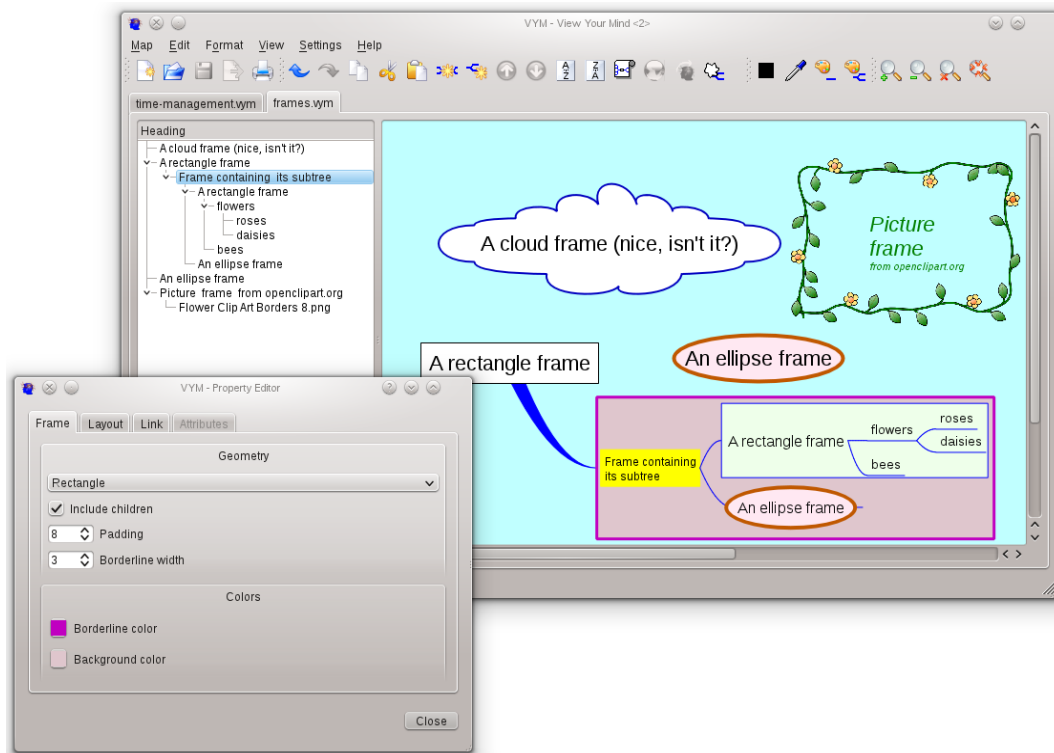 VYM - View Your Mind <2>
Map Edit Format View Settings Help
A Z
Z A
time-management.vym frames.vym
Heading
A cloud frame (nice, isn't it?)
A rectangle frame
Frame containing its subtree
A rectangle frame
flowers
roses
daisies
bees
An ellipse frame
An ellipse frame
Picture frame from openclipart.org
Flower Clip Art Borders 8.png
A cloud frame (nice, isn't it?)
Picture
frame
from openclipart.org
A rectangle frame
An ellipse frame
Frame containing
its subtree
A rectangle frame
flowers
roses
daisies
bees
An ellipse frame
VYM - Property Editor
Frame Layout Link Attributes
Geometry
Rectangle
Include children
8 Padding
3 Borderline width
Colors
Borderline color
Background color
Close